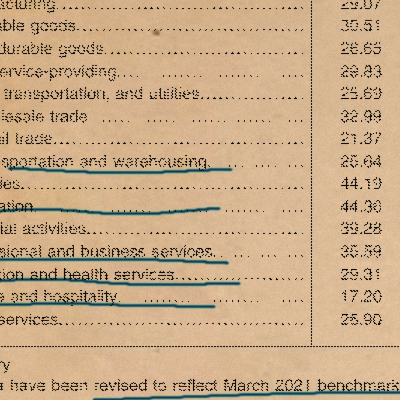 acturing 29.07
able goods 30.51
durable goods 26.65
ervice-providing 29.83
transportation, and utilities 25.69
lesale trade 32.99
il trade 21.37
sportation and warehousing 25.64
ies 44.19
ation 44.30
ial activities 39.28
sional and business services 35.59
tion and health services 29.31
e and hospitality 17.20
services 25.90
ry
a have been revised to reflect March 2021 benchmark